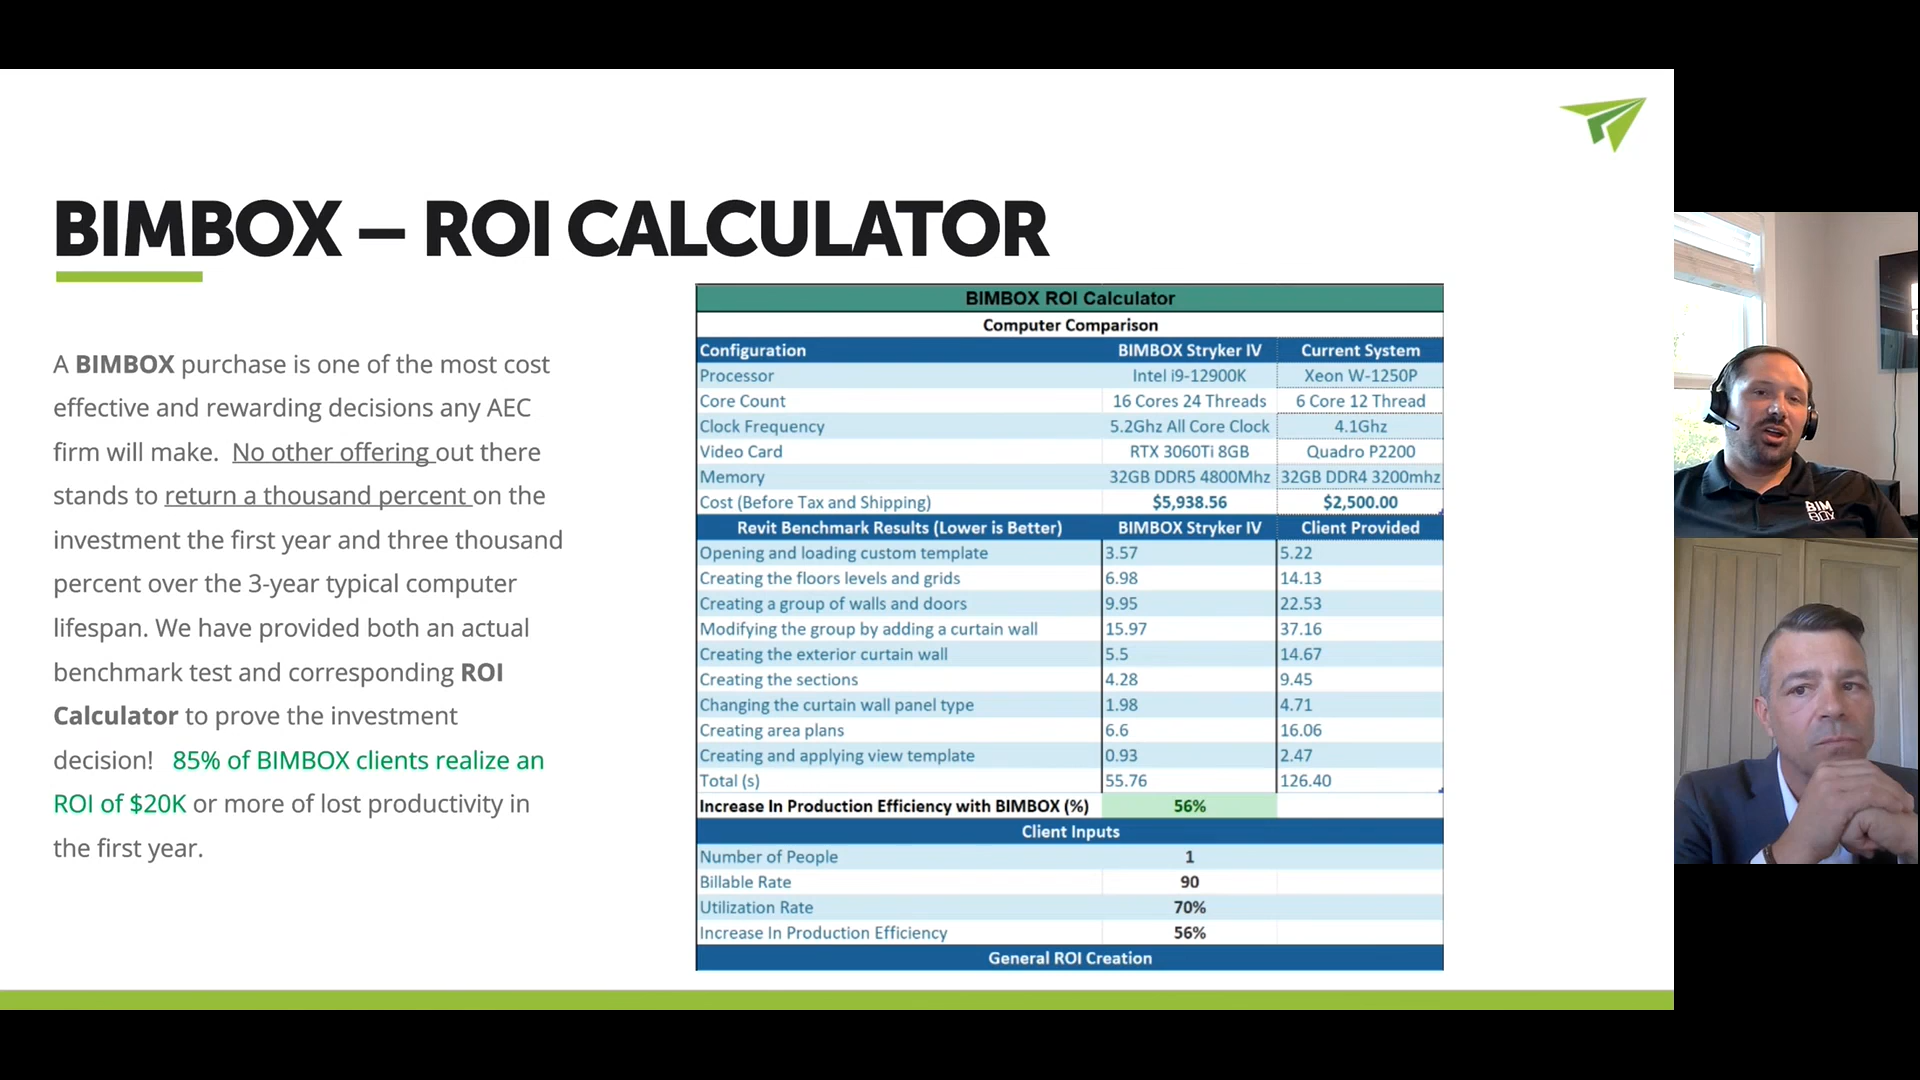 BIMBOX – ROI CALCULATOR
A BIMBOX purchase is one of the most cost
effective and rewarding decisions any AEC
firm will make. No other offering out there
stands to return a thousand percent on the
investment the first year and three thousand
percent over the 3-year typical computer
lifespan. We have provided both an actual
benchmark test and corresponding ROI
Calculator to prove the investment
decision! 85% of BIMBOX clients realize an
ROI of $20K or more of lost productivity in
the first year.
BIMBOX ROI Calculator
Computer Comparison
Configuration BIMBOX Stryker IV Current System
Processor Intel i9-12900K Xeon W-1250P
Core Count 16 Cores 24 Threads 6 Core 12 Thread
Clock Frequency 5.2Ghz All Core Clock 4.1Ghz
Video Card RTX 3060Ti 8GB Quadro P2200
Memory 32GB DDR5 4800Mhz 32GB DDR4 3200mhz
Cost (Before Tax and Shipping) $5,938.56 $2,500.00
Revit Benchmark Results (Lower is Better) BIMBOX Stryker IV Client Provided
Opening and loading custom template 3.57 5.22
Creating the floors levels and grids 6.98 14.13
Creating a group of walls and doors 9.95 22.53
Modifying the group by adding a curtain wall 15.97 37.16
Creating the exterior curtain wall 5.5 14.67
Creating the sections 4.28 9.45
Changing the curtain wall panel type 1.98 4.71
Creating area plans 6.6 16.06
Creating and applying view template 0.93 2.47
Total (s) 55.76 126.40
Increase In Production Efficiency with BIMBOX (%) 56%
Client Inputs
Number of People 1
Billable Rate 90
Utilization Rate 70%
Increase In Production Efficiency 56%
General ROI Creation
BIM
BOX